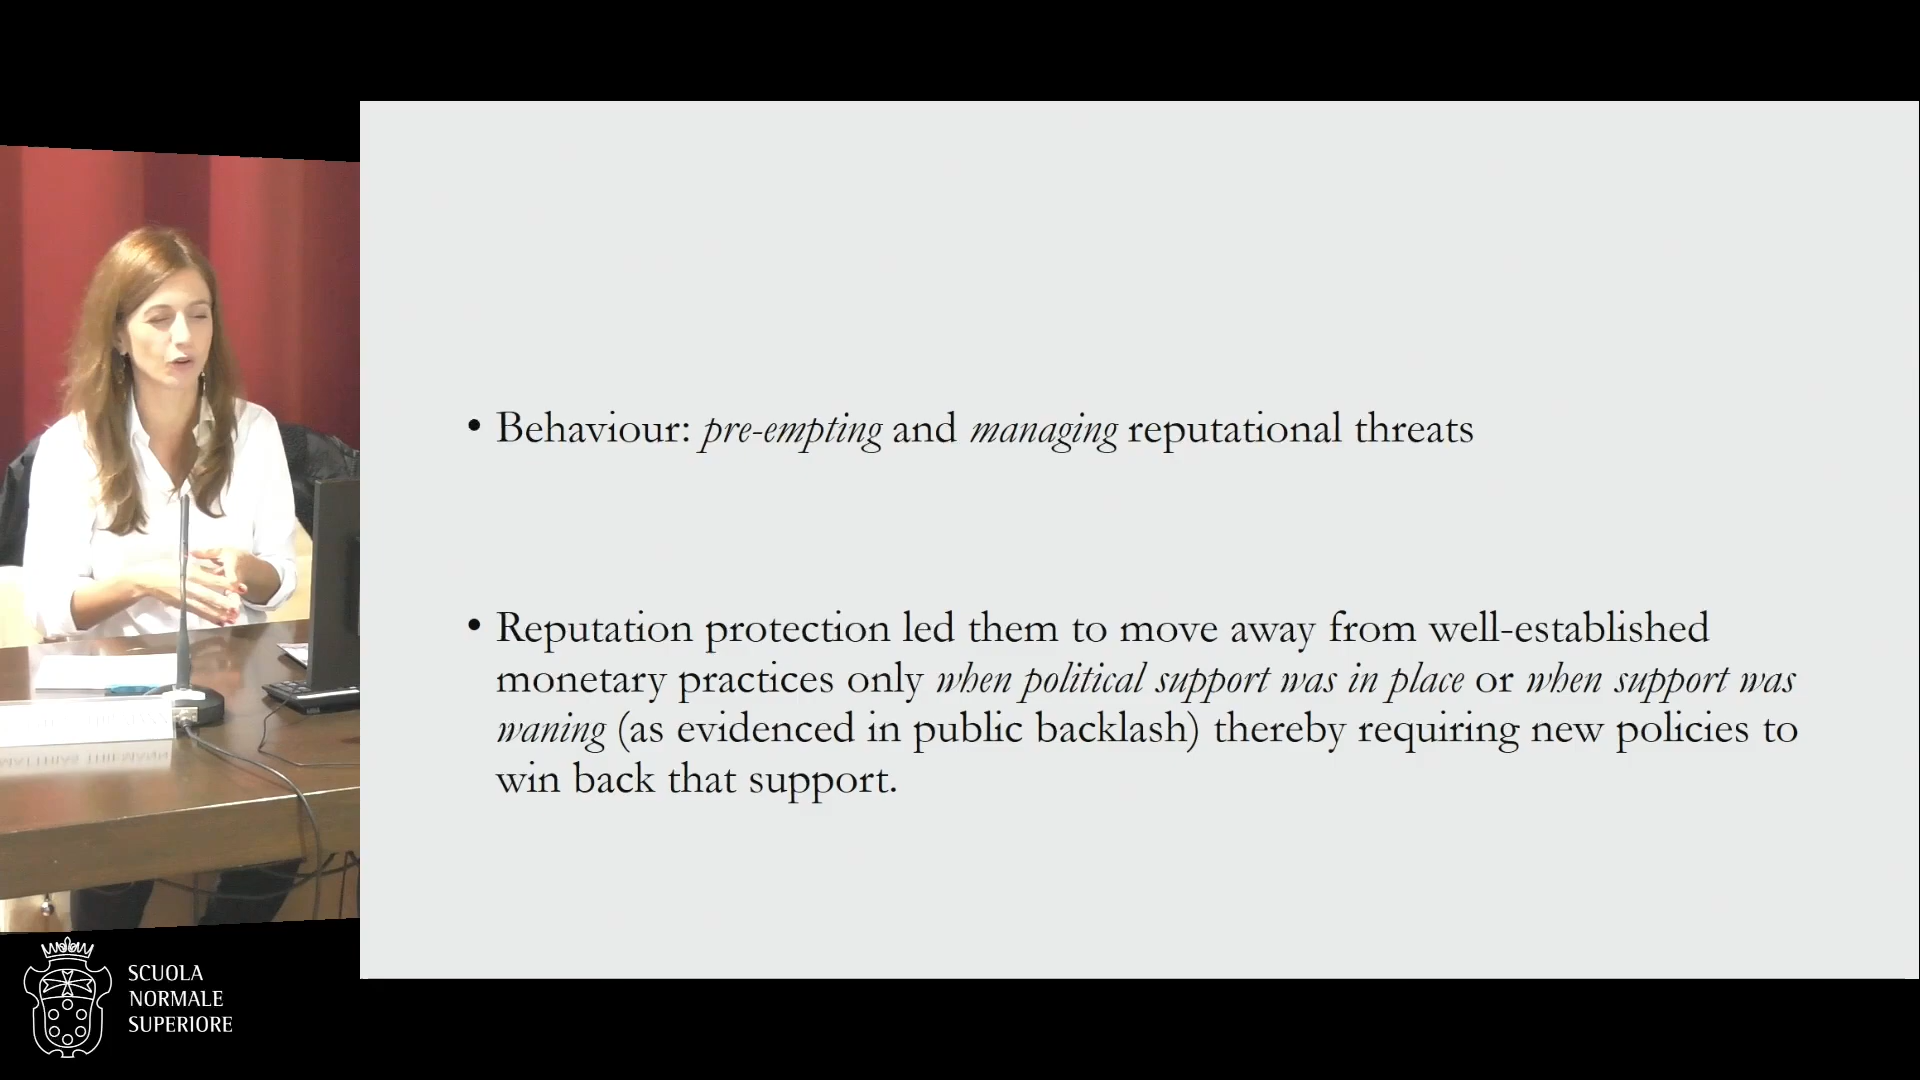 • Behaviour: pre-empting and managing reputational threats
• Reputation protection led them to move away from well-established
monetary practices only when political support was in place or when support was
waning (as evidenced in public backlash) thereby requiring new policies to
win back that support.
SCUOLA
NORMALE
SUPERIORE